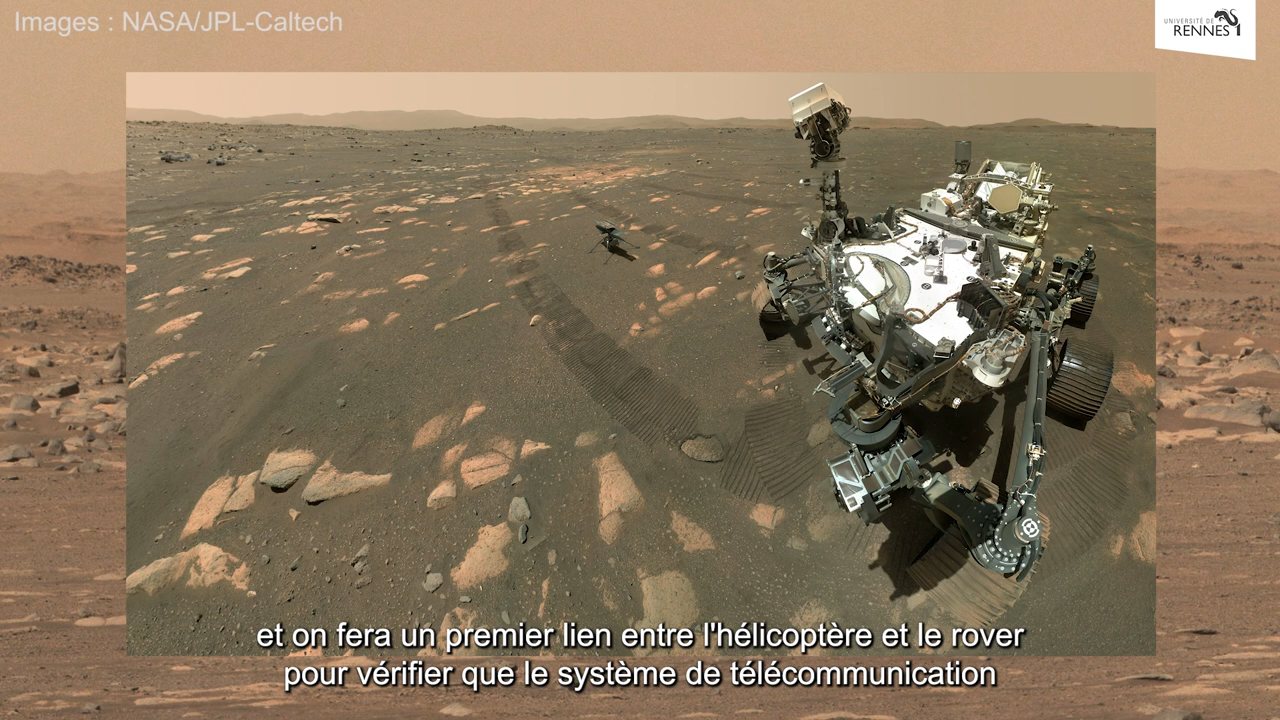 Images : NASA/JPL-Caltech
UNIVERSITÉ DE
RENNES 1
et on fera un premier lien entre l'hélicoptère et le rover
pour vérifier que le système de télécommunication